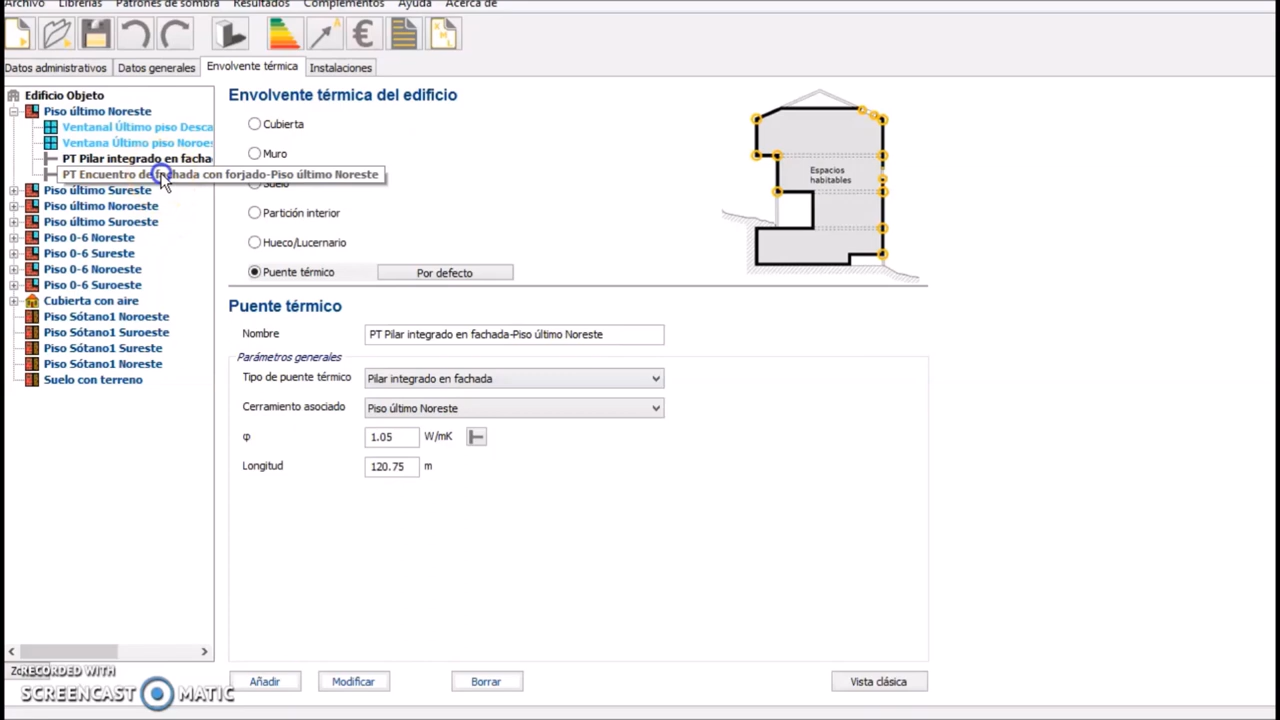 Archivo Librerías Patrones de sombra Resultados Complementos Ayuda Acerca de
Datos administrativos Datos generales Envolvente térmica Instalaciones
Edificio Objeto
Piso último Noreste
Ventanal Último piso Desca
Ventana Último piso Noroes
PT Pilar integrado en facha
PT Encuentro de fachada con forjado-Piso último Noreste
Piso último Sureste
Piso último Noroeste
Piso último Suroeste
Piso 0-6 Noreste
Piso 0-6 Sureste
Piso 0-6 Noroeste
Piso 0-6 Suroeste
Cubierta con aire
Piso Sótano1 Noroeste
Piso Sótano1 Suroeste
Piso Sótano1 Sureste
Piso Sótano1 Noreste
Suelo con terreno
Envolvente térmica del edificio
Cubierta
Muro
Suelo
Partición interior
Hueco/Lucernario
Puente térmico Por defecto
Espacios
habitables
Puente térmico
Nombre PT Pilar integrado en fachada-Piso último Noreste
Parámetros generales
Tipo de puente térmico Pilar integrado en fachada
Cerramiento asociado Piso último Noreste
φ 1.05 W/mK
Longitud 120.75 m
Añadir Modificar Borrar Vista clásica
RECORDED WITH
SCREENCAST MATIC